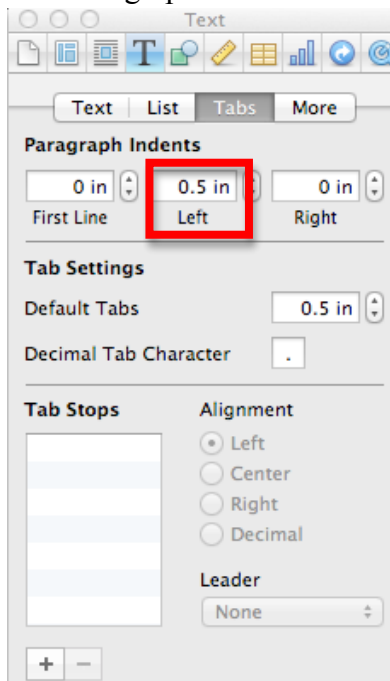 Text
T
Text List Tabs More
Paragraph Indents
0 in 0.5 in 0 in
First Line Left Right
Tab Settings
Default Tabs 0.5 in
Decimal Tab Character .
Tab Stops Alignment
Left
Center
Right
Decimal
Leader
None
+ −